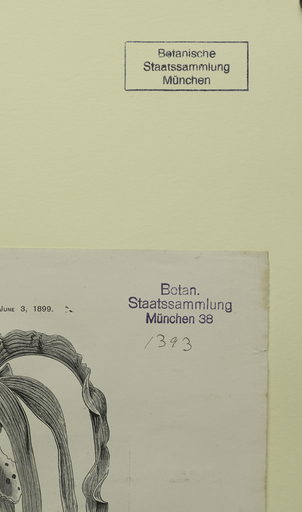 Botanische
Staatssammlung
München
JUNE 3, 1899.
Botan.
Staatssammlung
München 38
1393